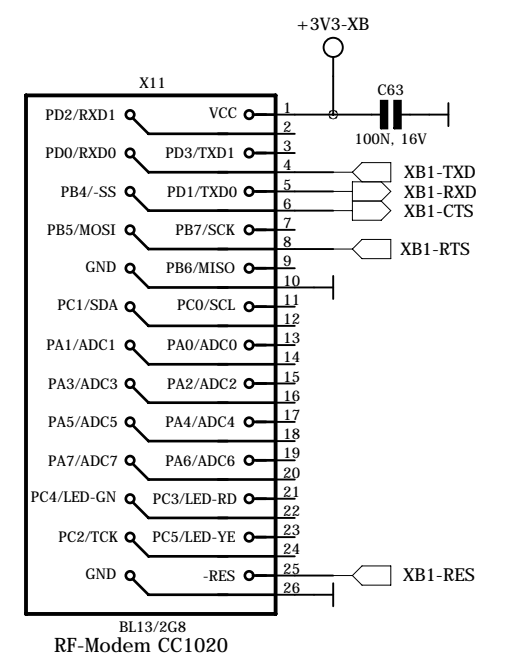 +3V3-XB
X11
C63
PD2/RXD1 VCC 1
100N, 16V
2
PD0/RXD0 PD3/TXD1 3
4 XB1-TXD
PB4/-SS PD1/TXD0 5 XB1-RXD
6 XB1-CTS
PB5/MOSI PB7/SCK 7
8 XB1-RTS
GND PB6/MISO 9
10
PC1/SDA PC0/SCL 11
12
PA1/ADC1 PA0/ADC0 13
14
PA3/ADC3 PA2/ADC2 15
16
PA5/ADC5 PA4/ADC4 17
18
PA7/ADC7 PA6/ADC6 19
20
PC4/LED-GN PC3/LED-RD 21
22
PC2/TCK PC5/LED-YE 23
24
GND -RES 25 XB1-RES
26
BL13/2G8
RF-Modem CC1020